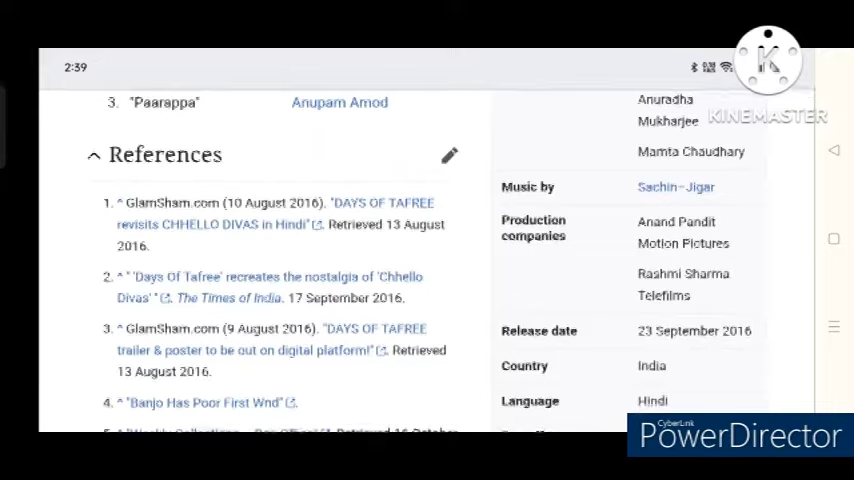 2:39
KINEMASTER
3. "Paarappa" Anupam Amod
References
1. ^ GlamSham.com (10 August 2016). "DAYS OF TAFREE
revisits CHHELLO DIVAS in Hindi". Retrieved 13 August
2016.
2. ^ " 'Days Of Tafree' recreates the nostalgia of 'Chhello
Divas' ". The Times of India. 17 September 2016.
3. ^ GlamSham.com (9 August 2016). "DAYS OF TAFREE
trailer & poster to be out on digital platform!". Retrieved
13 August 2016.
4. ^ "Banjo Has Poor First Wnd".
Anuradha
Mukharjee
Mamta Chaudhary
Music by Sachin–Jigar
Production
companies
Anand Pandit
Motion Pictures
Rashmi Sharma
Telefilms
Release date 23 September 2016
Country India
Language Hindi
CyberLink
PowerDirector